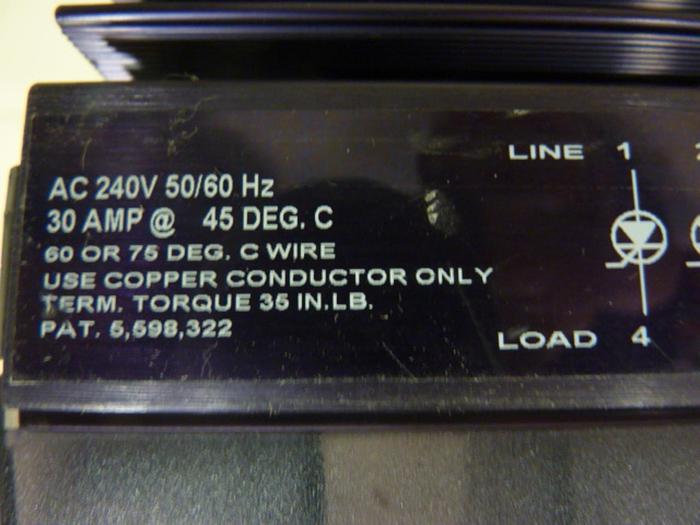 AC 240V 50/60 Hz
30 AMP @ 45 DEG. C
60 OR 75 DEG. C WIRE
USE COPPER CONDUCTOR ONLY
TERM. TORQUE 35 IN.LB.
PAT. 5,598,322
LINE 1
LOAD 4